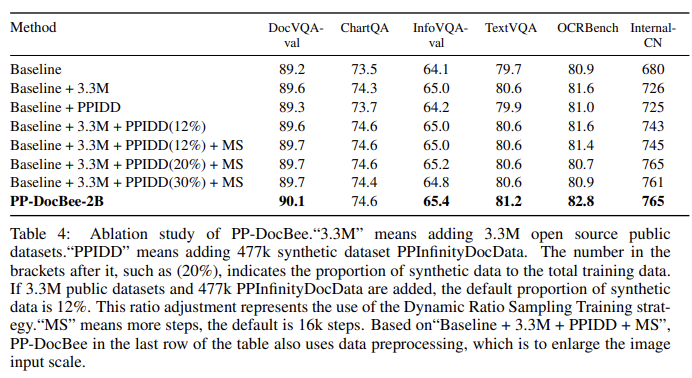 Method DocVQA- ChartQA InfoVQA- TextVQA OCRBench Internal-
val val CN
Baseline 89.2 73.5 64.1 79.7 80.9 680
Baseline + 3.3M 89.6 74.3 65.0 80.6 81.6 726
Baseline + PPIDD 89.3 73.7 64.2 79.9 81.0 725
Baseline + 3.3M + PPIDD(12%) 89.6 74.6 65.0 80.6 81.6 743
Baseline + 3.3M + PPIDD(12%) + MS 89.7 74.6 65.0 80.6 81.4 745
Baseline + 3.3M + PPIDD(20%) + MS 89.7 74.6 65.2 80.6 80.7 765
Baseline + 3.3M + PPIDD(30%) + MS 89.7 74.4 64.8 80.6 80.9 761
PP-DocBee-2B 90.1 74.6 65.4 81.2 82.8 765
Table 4: Ablation study of PP-DocBee.“3.3M” means adding 3.3M open source public
datasets.“PPIDD” means adding 477k synthetic dataset PPInfinityDocData. The number in the
brackets after it, such as (20%), indicates the proportion of synthetic data to the total training data.
If 3.3M public datasets and 477k PPInfinityDocData are added, the default proportion of synthetic
data is 12%. This ratio adjustment represents the use of the Dynamic Ratio Sampling Training strat-
egy.“MS” means more steps, the default is 16k steps. Based on“Baseline + 3.3M + PPIDD + MS”,
PP-DocBee in the last row of the table also uses data preprocessing, which is to enlarge the image
input scale.